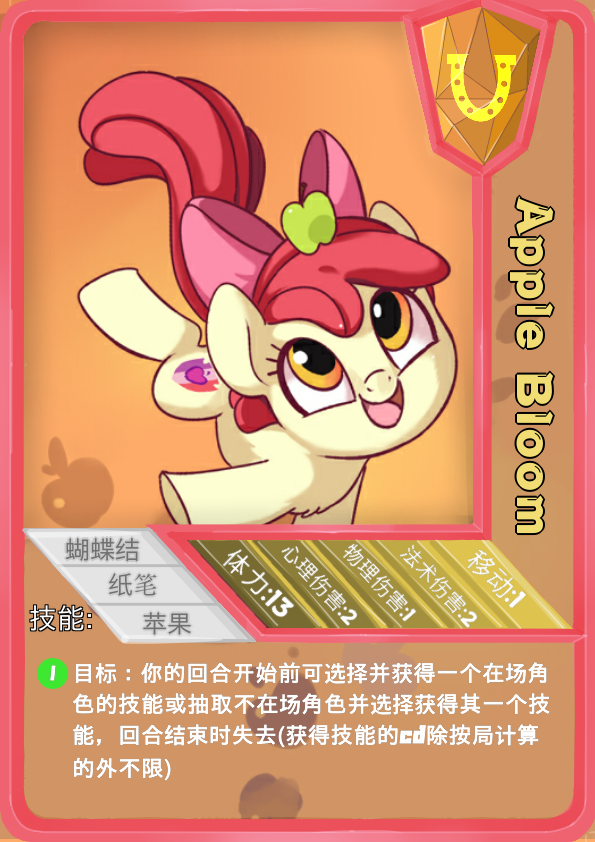 Apple Bloom
蝴蝶结
纸笔
苹果
体力:13
心理伤害:2
物理伤害:1
法术伤害:2
移动:1
技能:
1 目标：你的回合开始前可选择并获得一个在场角
色的技能或抽取不在场角色并选择获得其一个技
能，回合结束时失去(获得技能的cd除按局计算
的外不限)